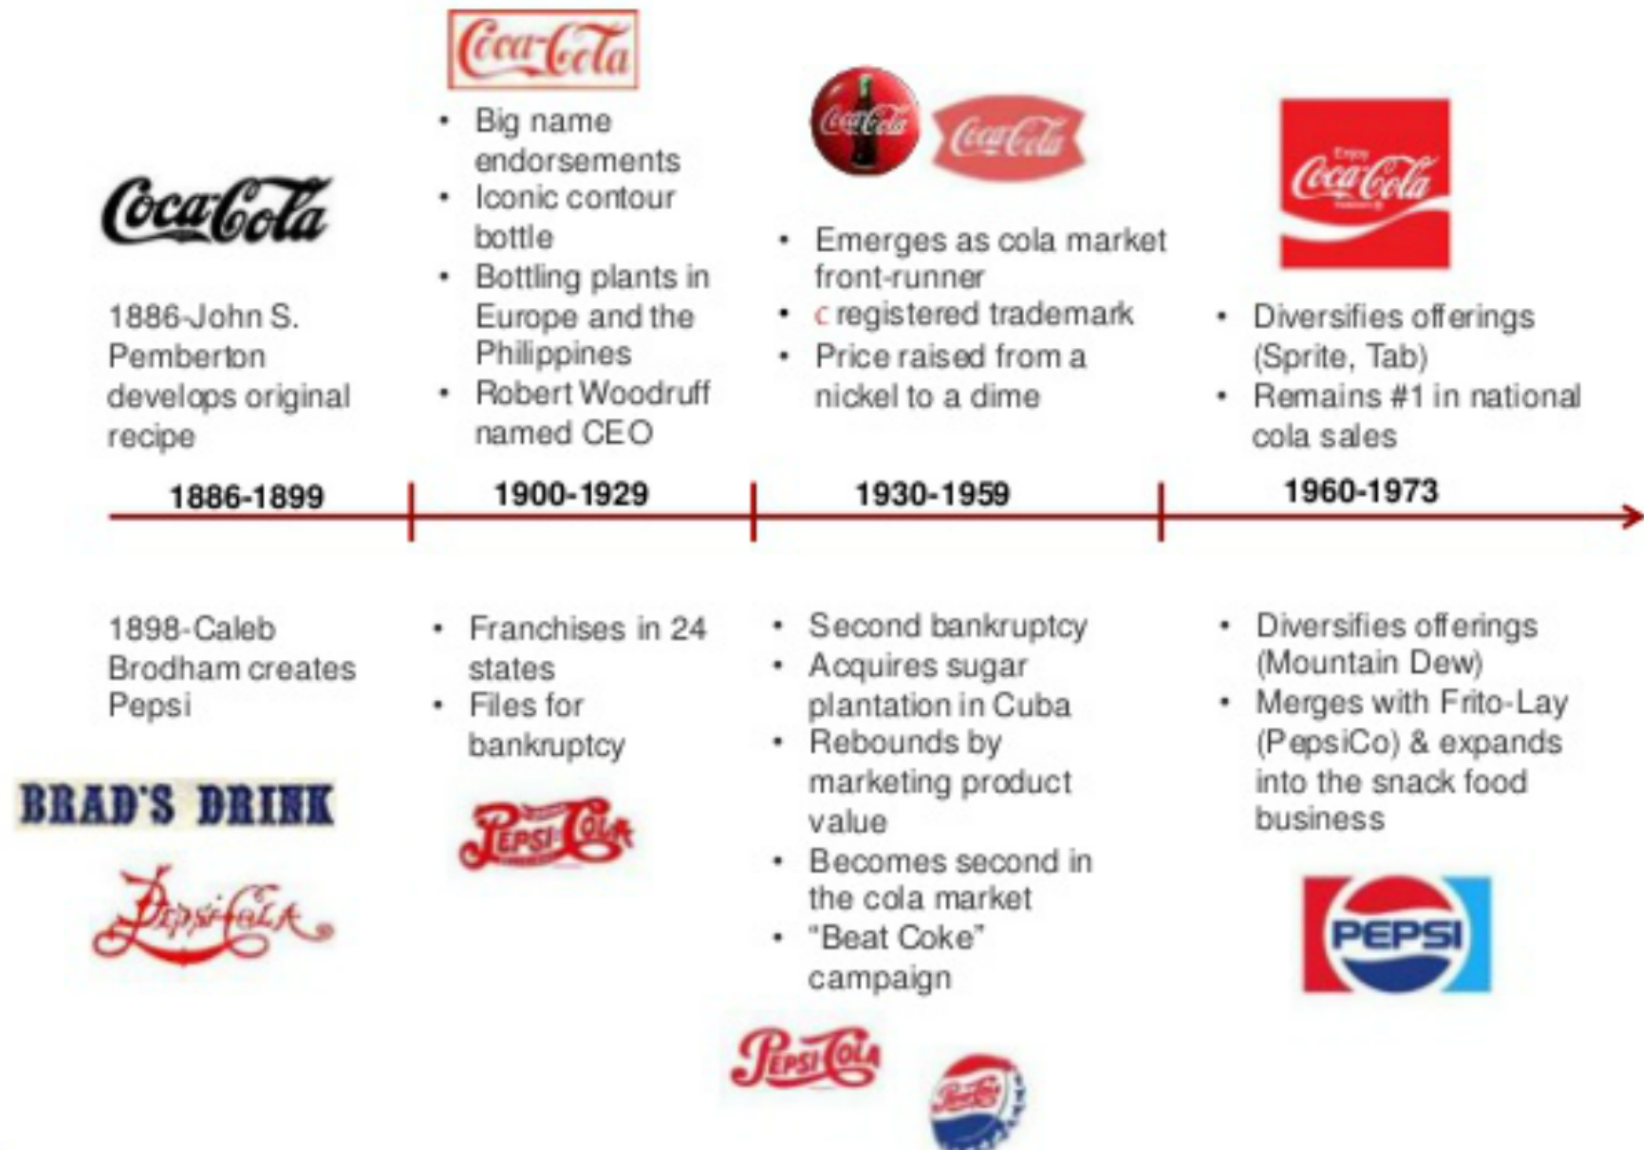 Coca-Cola
Big name
endorsements
Iconic contour
bottle
Bottling plants in
Europe and the
Philippines
Robert Woodruff
named CEO
Coca-Cola
1886-John S.
Pemberton
develops original
recipe
Coca-Cola
Coca-Cola
Emerges as cola market
front-runner
c registered trademark
Price raised from a
nickel to a dime
Enjoy
Coca-Cola
Diversifies offerings
(Sprite, Tab)
Remains #1 in national
cola sales
1886-1899
1900-1929
1930-1959
1960-1973
1898-Caleb
Brodham creates
Pepsi
BRAD'S DRINK
Pepsi-Cola
Franchises in 24
states
Files for
bankruptcy
PEPSI-COLA
Second bankruptcy
Acquires sugar
plantation in Cuba
Rebounds by
marketing product
value
Becomes second in
the cola market
"Beat Coke”
campaign
PEPSI-COLA
Pepsi-Cola
Diversifies offerings
(Mountain Dew)
Merges with Frito-Lay
(PepsiCo) & expands
into the snack food
business
PEPSI